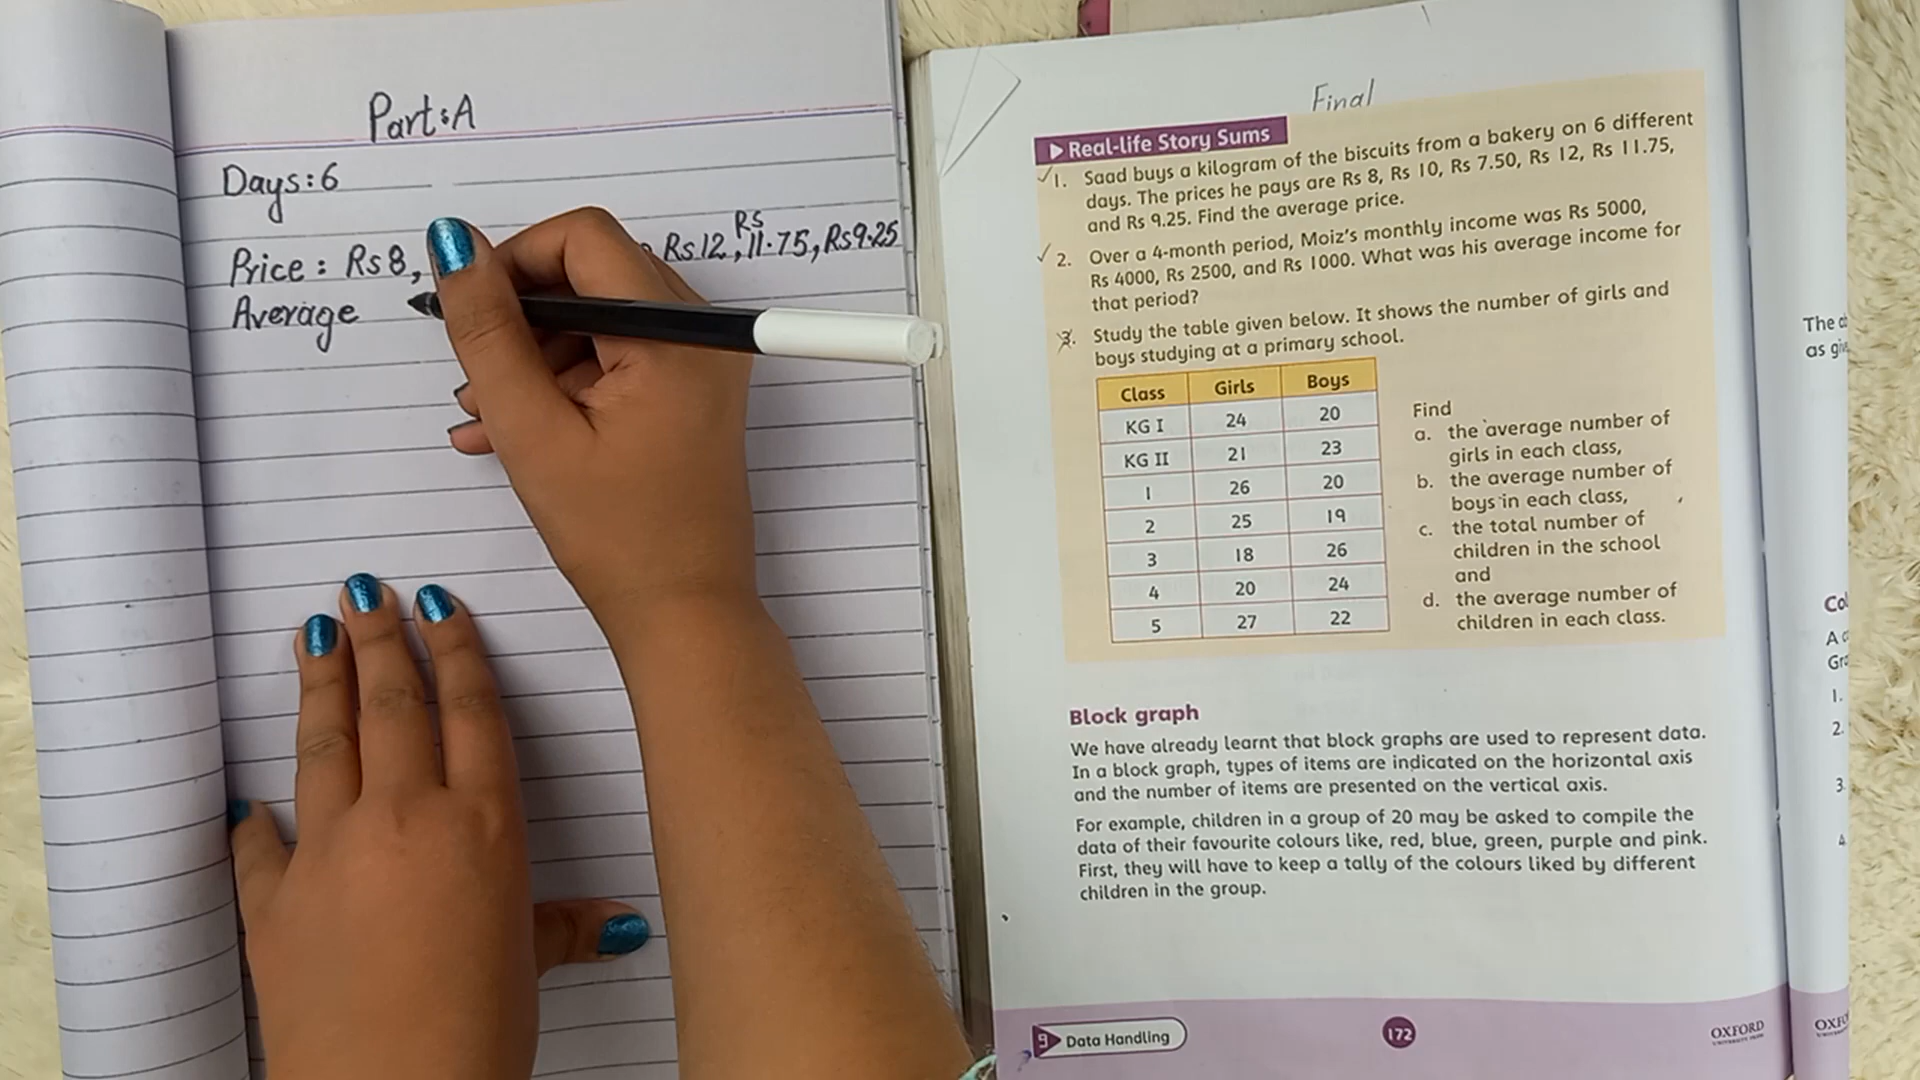 Part:A
Days:6
Price: Rs8, Rs12, Rs 11.75, Rs9.25
Average
Final
Real-life Story Sums
1. Saad buys a kilogram of the biscuits from a bakery on 6 different
days. The prices he pays are Rs 8, Rs 10, Rs 7.50, Rs 12, Rs 11.75,
and Rs 9.25. Find the average price.
2. Over a 4-month period, Moiz's monthly income was Rs 5000,
Rs 4000, Rs 2500, and Rs 1000. What was his average income for
that period?
3. Study the table given below. It shows the number of girls and
boys studying at a primary school.
Class Girls Boys
KG I 24 20
KG II 21 23
1 26 20
2 25 19
3 18 26
4 20 24
5 27 22
Find
a. the average number of
girls in each class,
b. the average number of
boys in each class,
c. the total number of
children in the school
and
d. the average number of
children in each class.
Block graph
We have already learnt that block graphs are used to represent data.
In a block graph, types of items are indicated on the horizontal axis
and the number of items are presented on the vertical axis.
For example, children in a group of 20 may be asked to compile the
data of their favourite colours like, red, blue, green, purple and pink.
First, they will have to keep a tally of the colours liked by different
children in the group.
9 Data Handling
172
OXFORD
The
as
A
1.
2.
3.
4